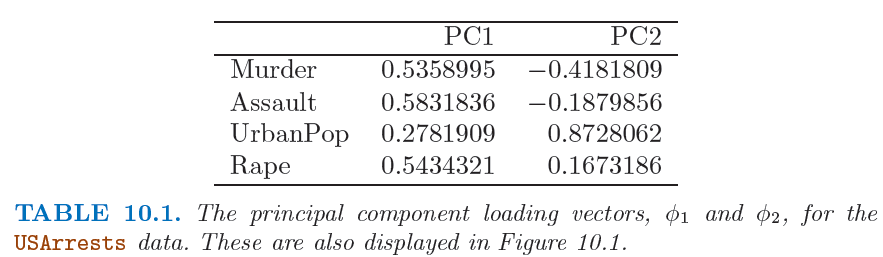 PC1 PC2
Murder 0.5358995 −0.4181809
Assault 0.5831836 −0.1879856
UrbanPop 0.2781909 0.8728062
Rape 0.5434321 0.1673186
TABLE 10.1. The principal component loading vectors, ϕ₁ and ϕ₂, for the
USArrests data. These are also displayed in Figure 10.1.